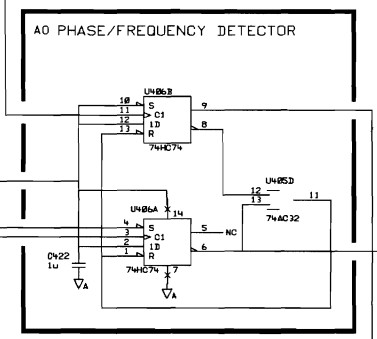 A0 PHASE/FREQUENCY DETECTOR
U406B
10 S 9
11 C1
12 1D 8
13 R
74HC74
U405D
12 11
13
74AC32
U406A
14
4 S 5 NC
3 C1
2 1D 6
1 R
74HC74 7
C422
1u
A
A